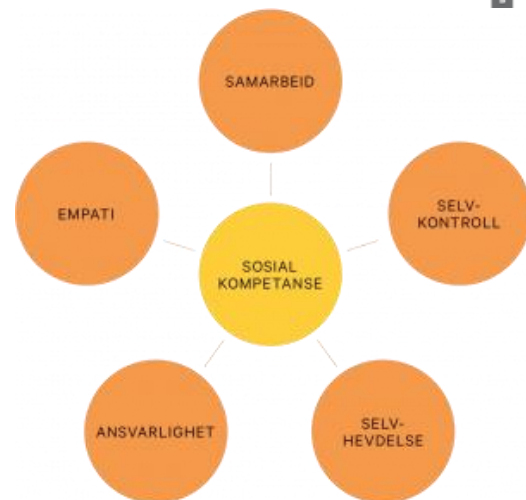 SAMARBEID
EMPATI
SELV-
KONTROLL
SOSIAL
KOMPETANSE
ANSVARLIGHET
SELV-
HEVDELSE